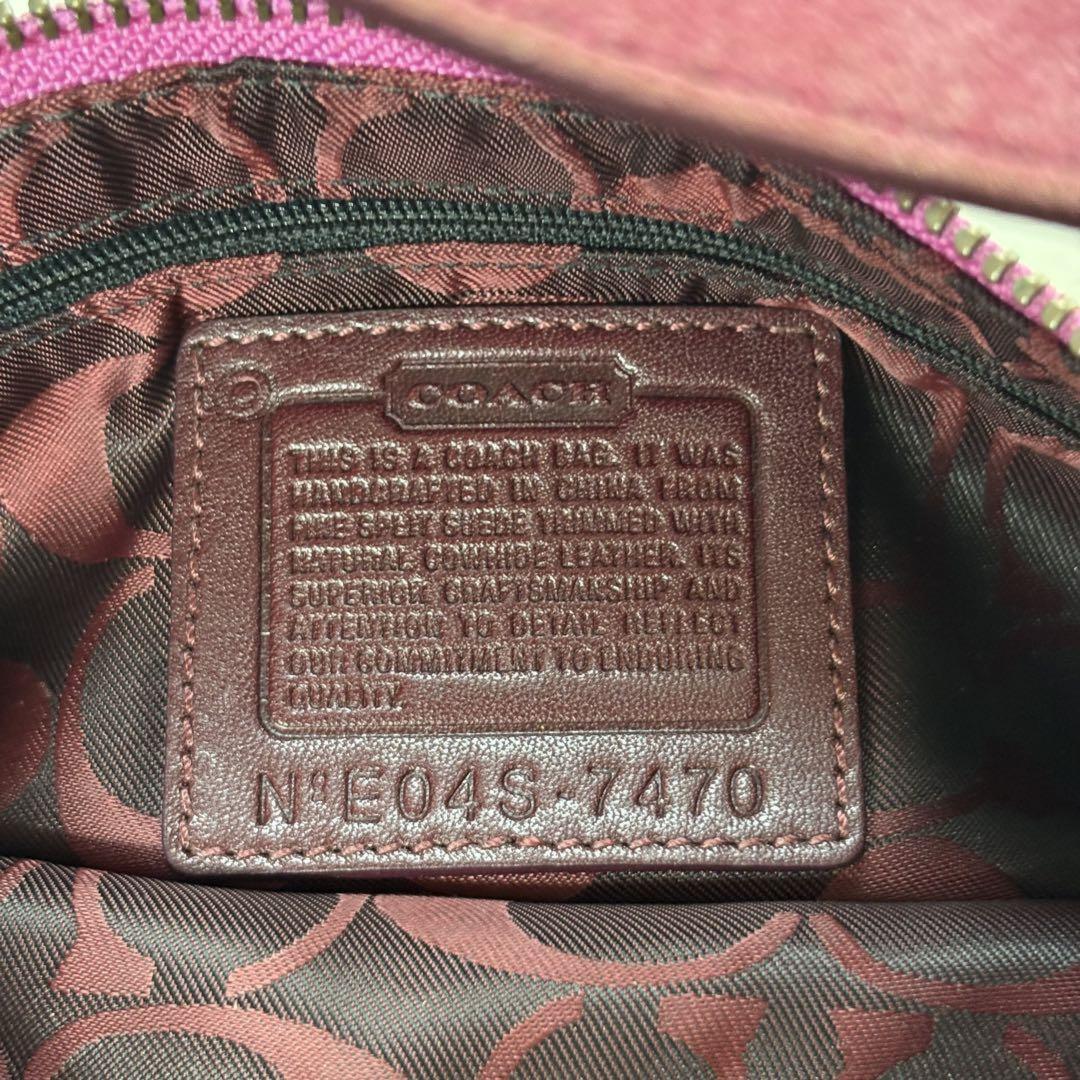 COACH
THIS IS A COACH BAG. IT WAS
HANDCRAFTED IN CHINA FROM
FINE SPLIT SUEDE TRIMMED WITH
NATURAL COWHIDE LEATHER. ITS
SUPERIOR CRAFTSMANSHIP AND
ATTENTION TO DETAIL REFLECT
OUR COMMITMENT TO ENDURING
QUALITY.
Nº E04S-7470